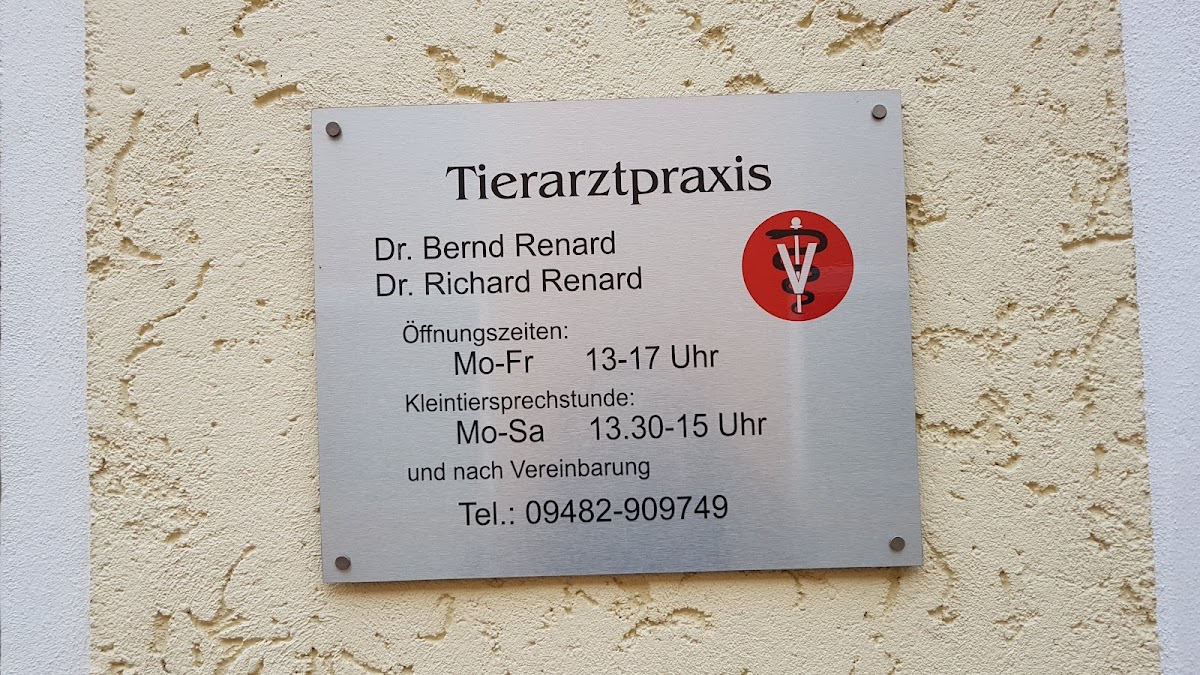 Tierarztpraxis
Dr. Bernd Renard
Dr. Richard Renard
V
Öffnungszeiten:
Mo-Fr 13-17 Uhr
Kleintiersprechstunde:
Mo-Sa 13.30-15 Uhr
und nach Vereinbarung
Tel.: 09482-909749